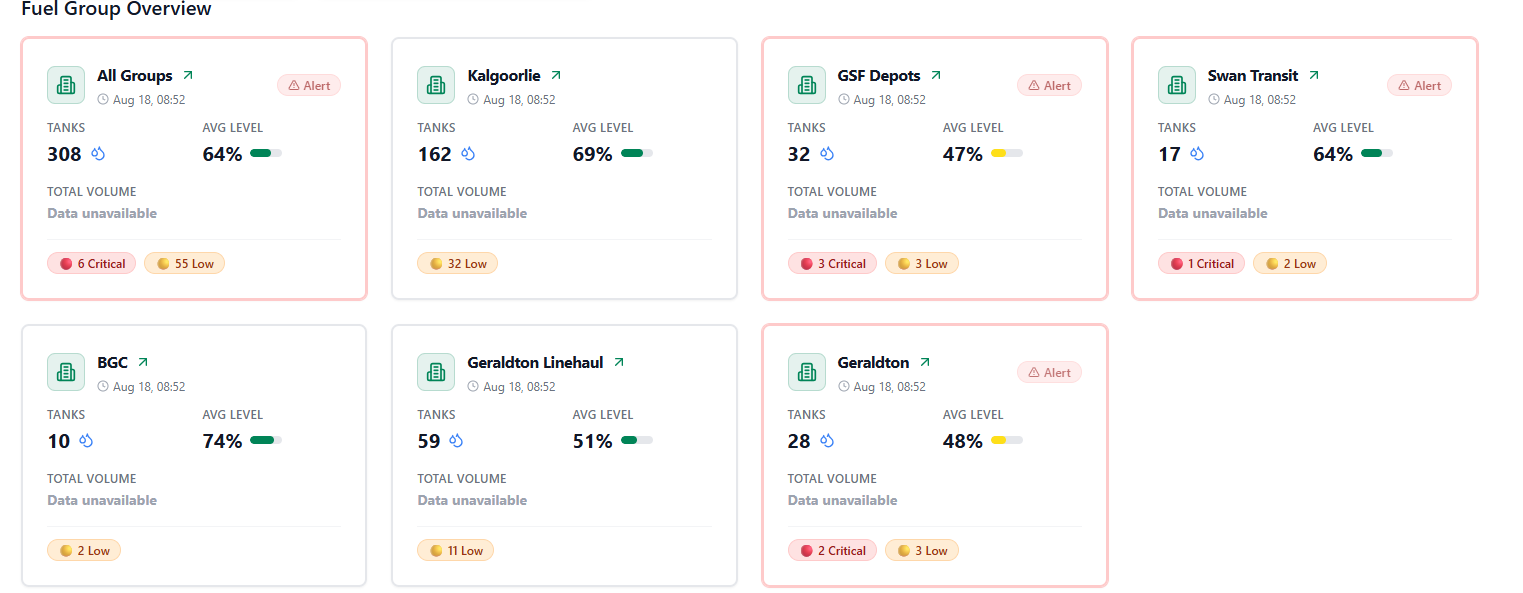 Fuel Group Overview
All Groups
Alert
Aug 18, 08:52
TANKS AVG LEVEL
308 64%
TOTAL VOLUME
Data unavailable
6 Critical 55 Low
Kalgoorlie
Aug 18, 08:52
TANKS AVG LEVEL
162 69%
TOTAL VOLUME
Data unavailable
32 Low
GSF Depots
Alert
Aug 18, 08:52
TANKS AVG LEVEL
32 47%
TOTAL VOLUME
Data unavailable
3 Critical 3 Low
Swan Transit
Alert
Aug 18, 08:52
TANKS AVG LEVEL
17 64%
TOTAL VOLUME
Data unavailable
1 Critical 2 Low
BGC
Aug 18, 08:52
TANKS AVG LEVEL
10 74%
TOTAL VOLUME
Data unavailable
2 Low
Geraldton Linehaul
Aug 18, 08:52
TANKS AVG LEVEL
59 51%
TOTAL VOLUME
Data unavailable
11 Low
Geraldton
Alert
Aug 18, 08:52
TANKS AVG LEVEL
28 48%
TOTAL VOLUME
Data unavailable
2 Critical 3 Low